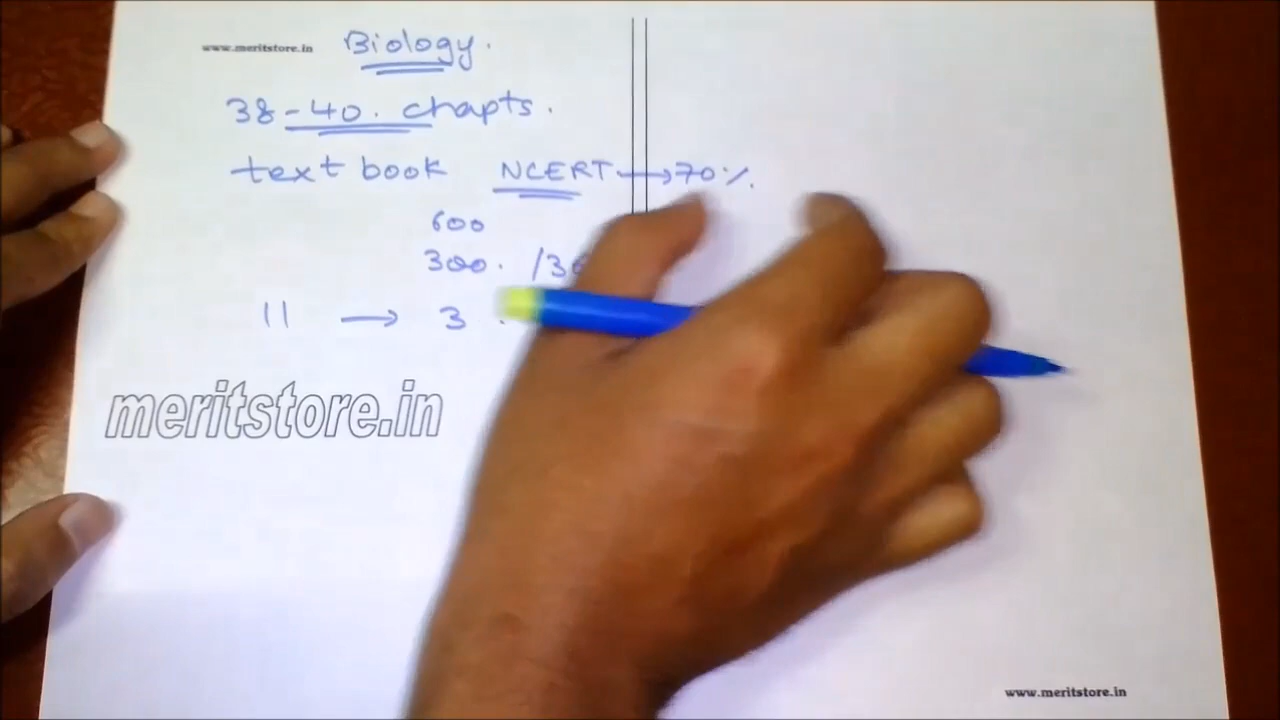 www.meritstore.in Biology.
38-40. chapts.
text book NCERT → 70%.
600
300.
11 → 3
meritstore.in
www.meritstore.in